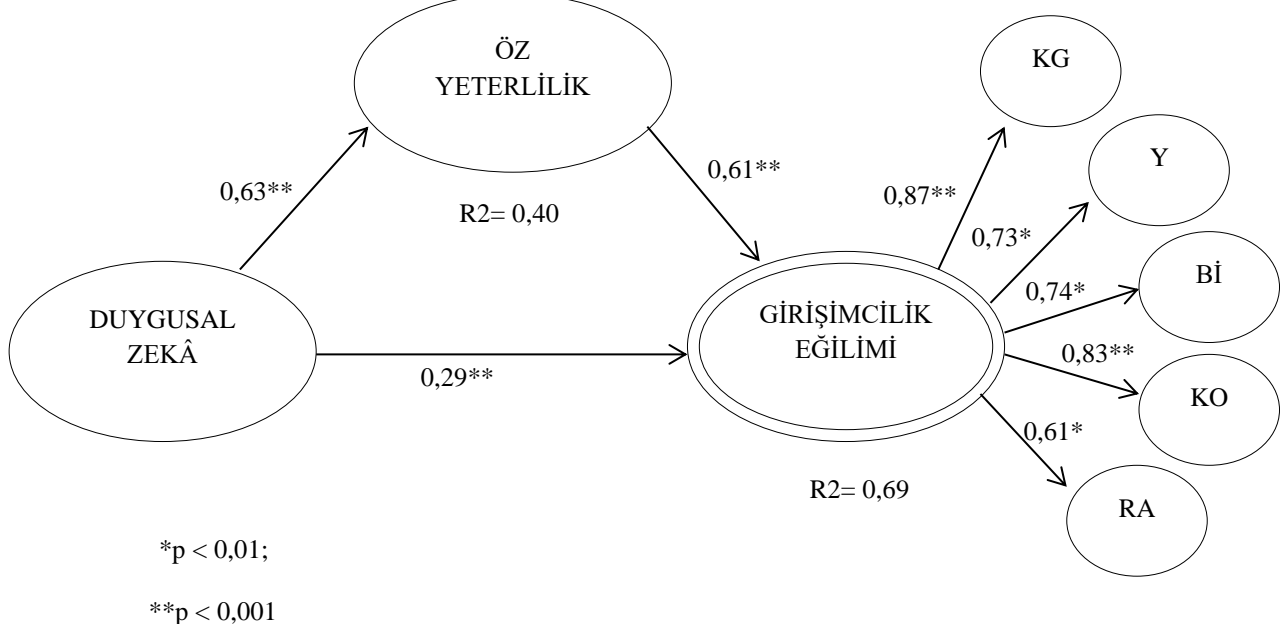 ÖZ
YETERLİLİK
KG
Y
0,63**
0,61**
0,87**
R2= 0,40
0,73*
Bİ
DUYGUSAL
ZEKÂ
GİRİŞİMCİLİK
EĞİLİMİ
0,74*
0,29**
0,83**
KO
0,61*
R2= 0,69
RA
*p < 0,01;
**p < 0,001